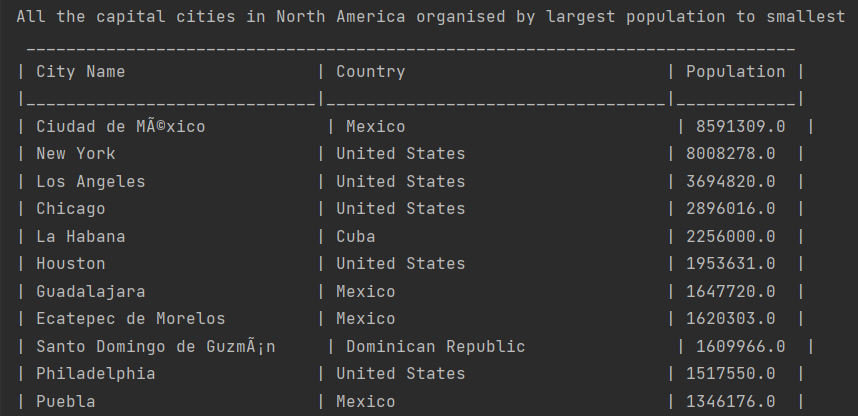 All the capital cities in North America organised by largest population to smallest
_____________________________________________________________________________
| City Name                   | Country                          | Population |
|_____________________________|__________________________________|____________|
| Ciudad de MÃ©xico            | Mexico                           | 8591309.0  |
| New York                    | United States                    | 8008278.0  |
| Los Angeles                 | United States                    | 3694820.0  |
| Chicago                     | United States                    | 2896016.0  |
| La Habana                   | Cuba                             | 2256000.0  |
| Houston                     | United States                    | 1953631.0  |
| Guadalajara                 | Mexico                           | 1647720.0  |
| Ecatepec de Morelos         | Mexico                           | 1620303.0  |
| Santo Domingo de GuzmÃ¡n     | Dominican Republic               | 1609966.0  |
| Philadelphia                | United States                    | 1517550.0  |
| Puebla                      | Mexico                           | 1346176.0  |